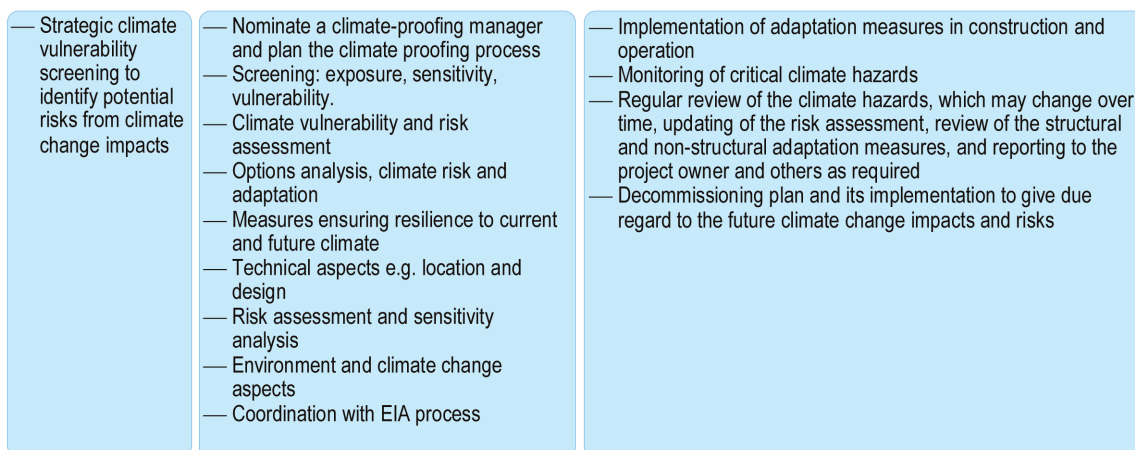 — Strategic climate
vulnerability
screening to
identify potential
risks from climate
change impacts
— Nominate a climate-proofing manager
and plan the climate proofing process
— Screening: exposure, sensitivity,
vulnerability.
— Climate vulnerability and risk
assessment
— Options analysis, climate risk and
adaptation
— Measures ensuring resilience to current
and future climate
— Technical aspects e.g. location and
design
— Risk assessment and sensitivity
analysis
— Environment and climate change
aspects
— Coordination with EIA process
— Implementation of adaptation measures in construction and
operation
— Monitoring of critical climate hazards
— Regular review of the climate hazards, which may change over
time, updating of the risk assessment, review of the structural
and non-structural adaptation measures, and reporting to the
project owner and others as required
— Decommissioning plan and its implementation to give due
regard to the future climate change impacts and risks